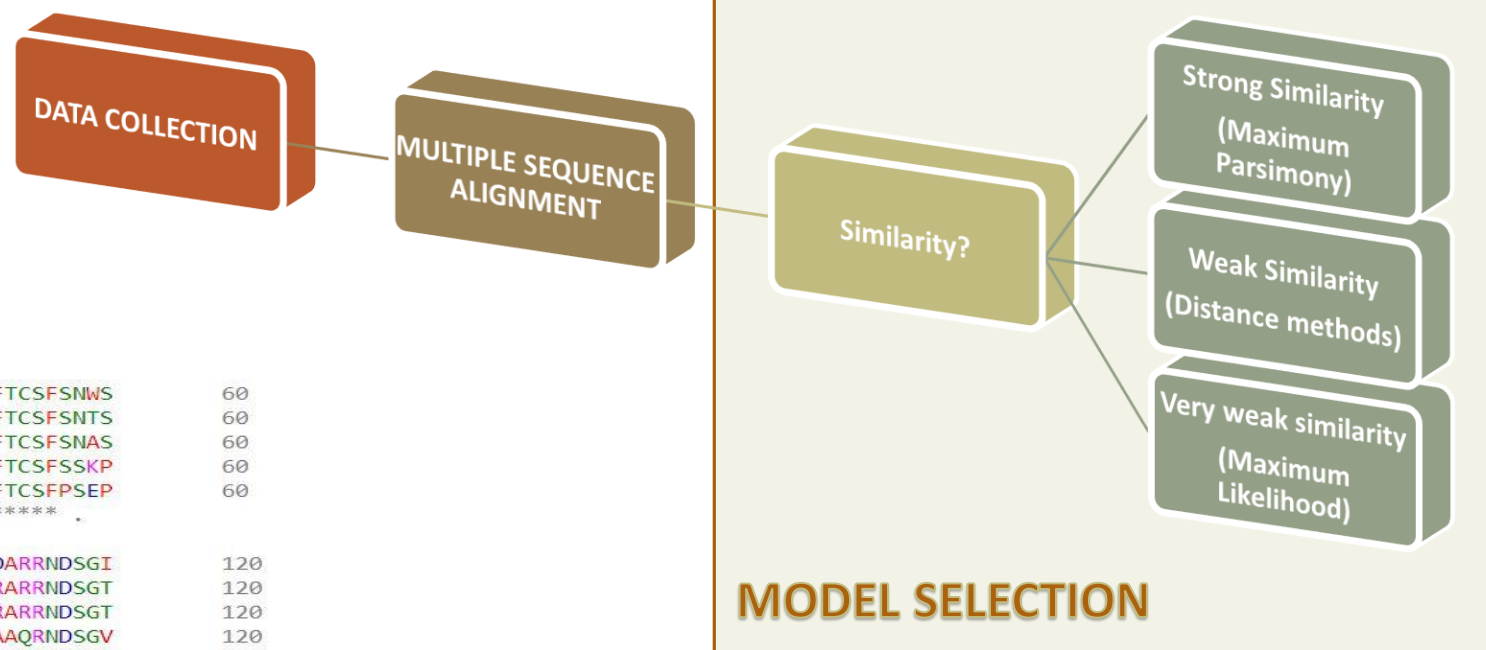 DATA COLLECTION
MULTIPLE SEQUENCE
ALIGNMENT
Similarity?
Strong Similarity
(Maximum
Parsimony)
Weak Similarity
(Distance methods)
Very weak similarity
(Maximum
Likelihood)
MODEL SELECTION
FTCSFSNWS 60
FTCSFSNTS 60
FTCSFSNAS 60
FTCSFSSKP 60
FTCSFPSEP 60
***** .
DARRNDSGI 120
RARRNDSGT 120
RARRNDSGT 120
AAQRNDSGV 120